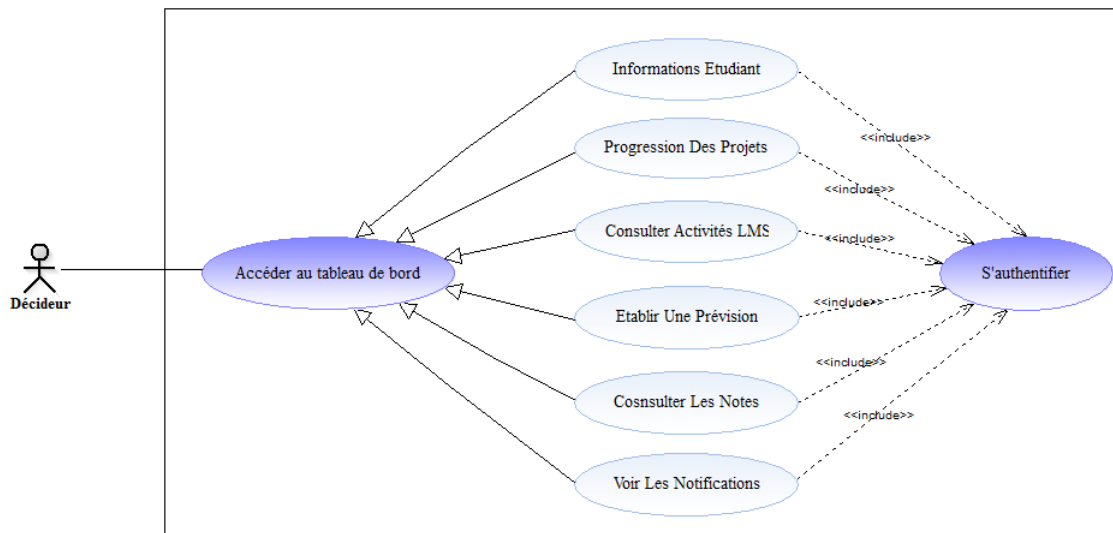 Informations Etudiant
<<include>>
Progression Des Projets
<<include>>
Consulter Activités LMS
<<include>>
Accéder au tableau de bord
S'authentifier
Décideur
Etablir Une Prévision
<<include>>
<<include>>
Cosnsulter Les Notes
<<include>>
Voir Les Notifications